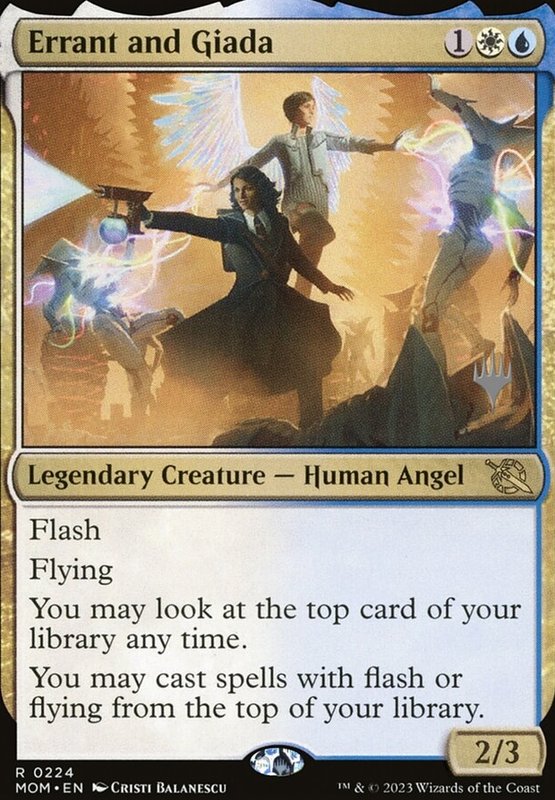 Errant and Giada 1
Legendary Creature — Human Angel
Flash
Flying
You may look at the top card of your
library any time.
You may cast spells with flash or
flying from the top of your library.
2/3
R 0224
MOM • EN Cristi Balanescu
™ & © 2023 Wizards of the Coast